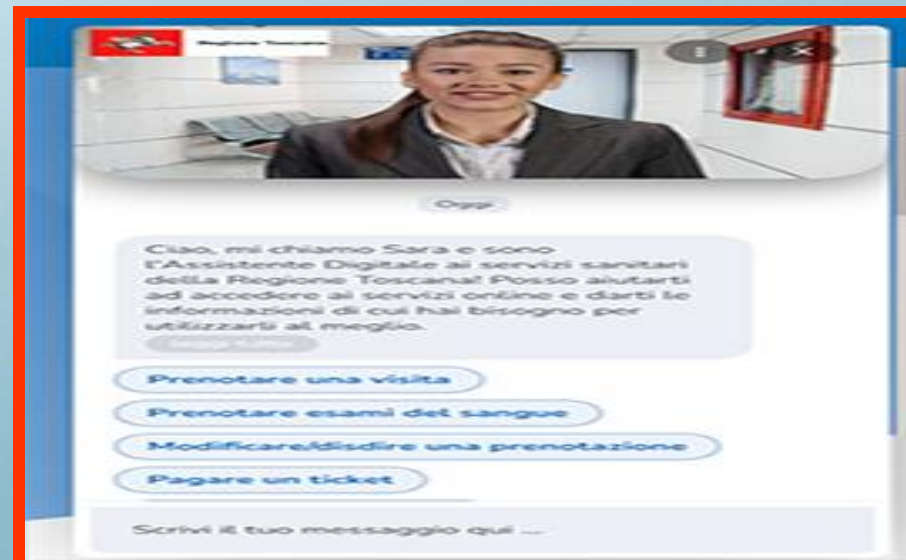 Regione Toscana
Oggi
Ciao, mi chiamo Sara e sono
l'Assistente Digitale ai servizi sanitari
della Regione Toscana! Posso aiutarti
ad accedere ai servizi online e darti le
informazioni di cui hai bisogno per
utilizzarli al meglio.
Prenotare una visita
Prenotare esami del sangue
Modificare/disdire una prenotazione
Pagare un ticket
Scrivi il tuo messaggio qui ...